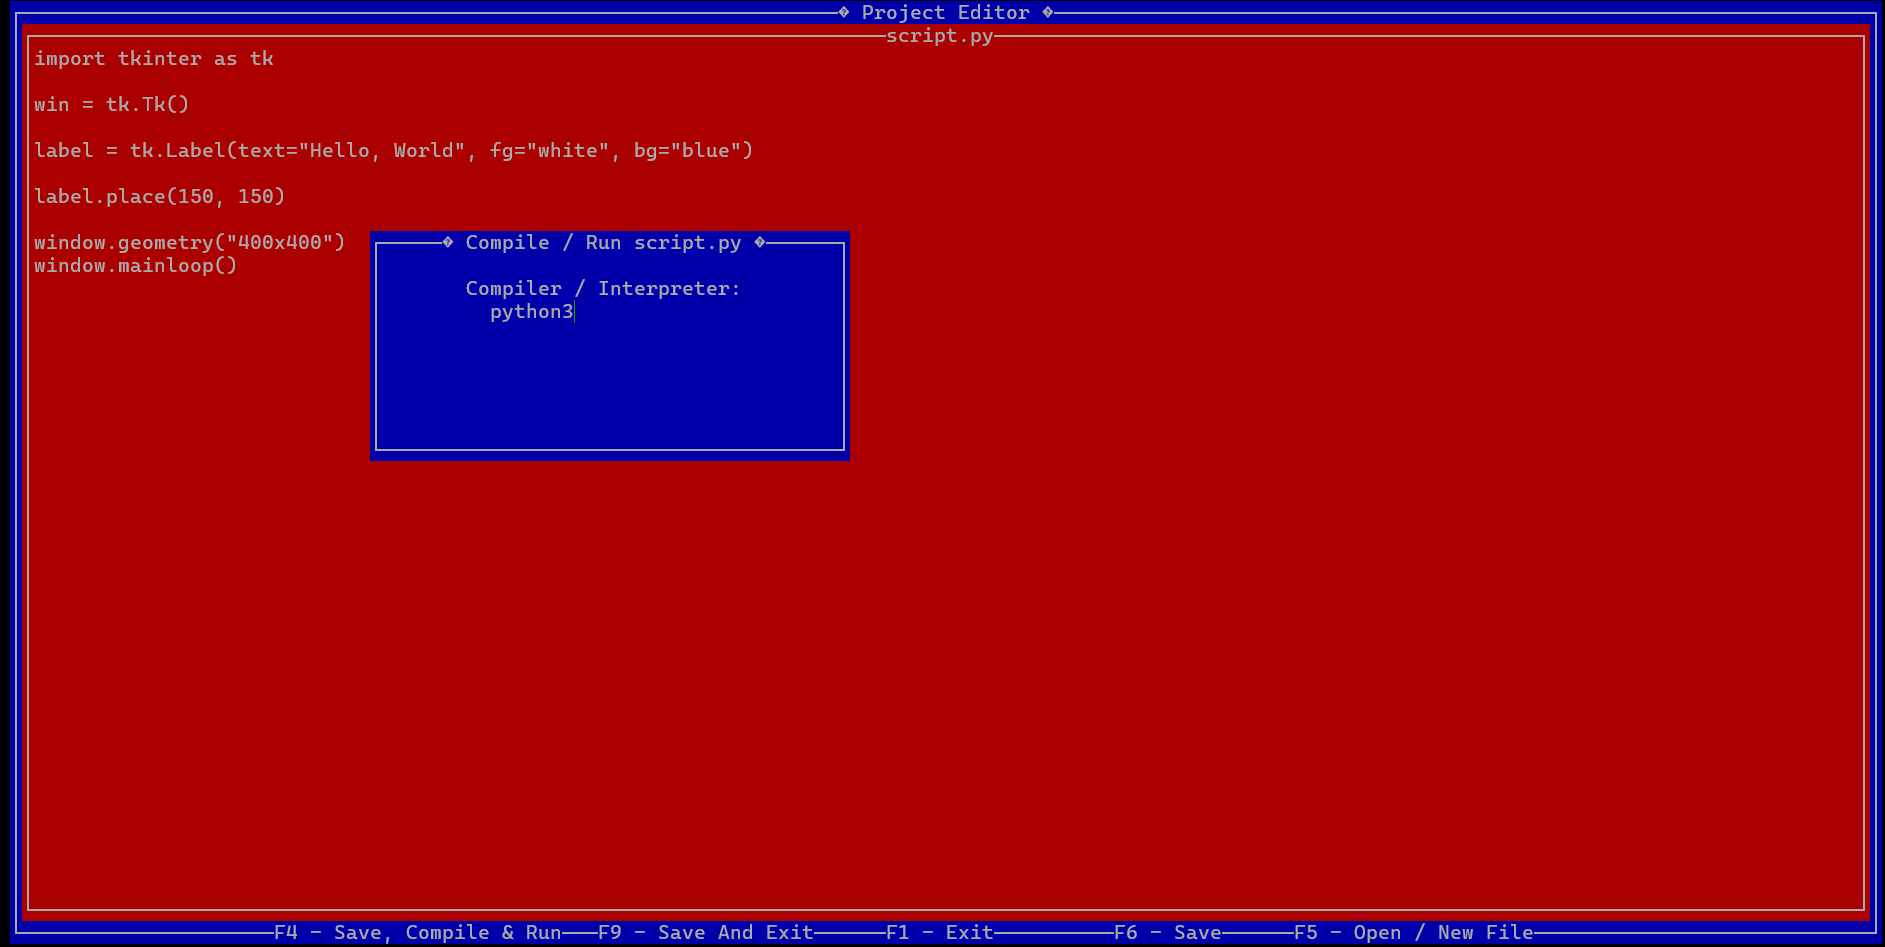 � Project Editor �
script.py
import tkinter as tk
win = tk.Tk()
label = tk.Label(text="Hello, World", fg="white", bg="blue")
label.place(150, 150)
window.geometry("400x400")
window.mainloop()
� Compile / Run script.py �
Compiler / Interpreter:
python3
F4 - Save, Compile & Run F9 - Save And Exit F1 - Exit F6 - Save F5 - Open / New File